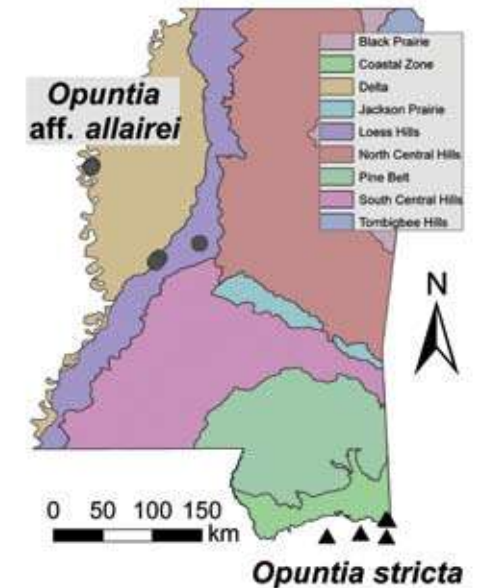 Opuntia
aff. allairei
Black Prairie
Coastal Zone
Delta
Jackson Prairie
Loess Hills
North Central Hills
Pine Belt
South Central Hills
Tombigbee Hills
N
0 50 100 150
km
Opuntia stricta